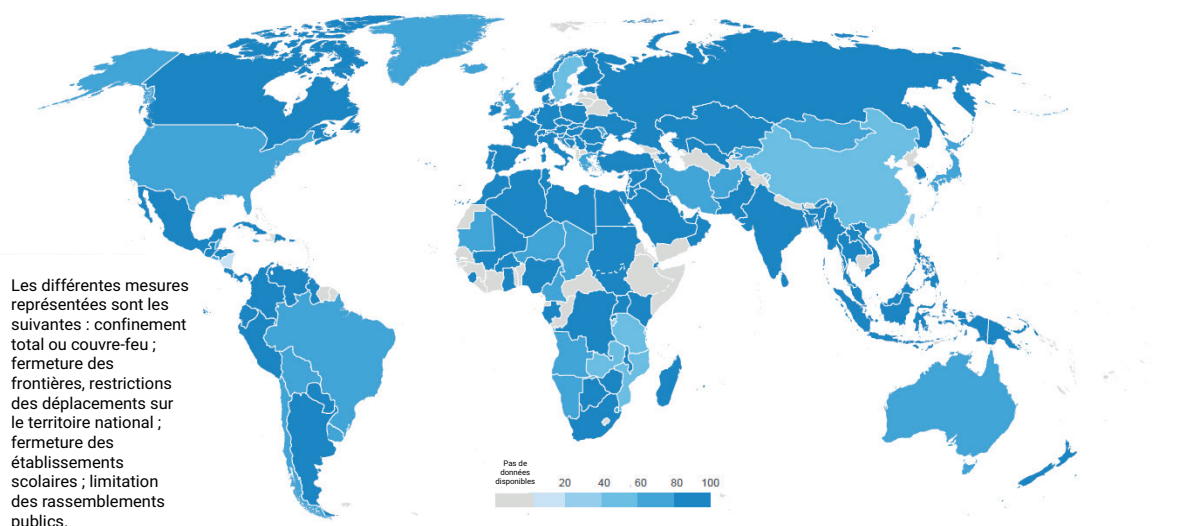 Les différentes mesures
représentées sont les
suivantes : confinement
total ou couvre-feu ;
fermeture des
frontières, restrictions
des déplacements sur
le territoire national ;
fermeture des
établissements
scolaires ; limitation
des rassemblements
publics.
Pas de
données
disponibles
20 40 60 80 100